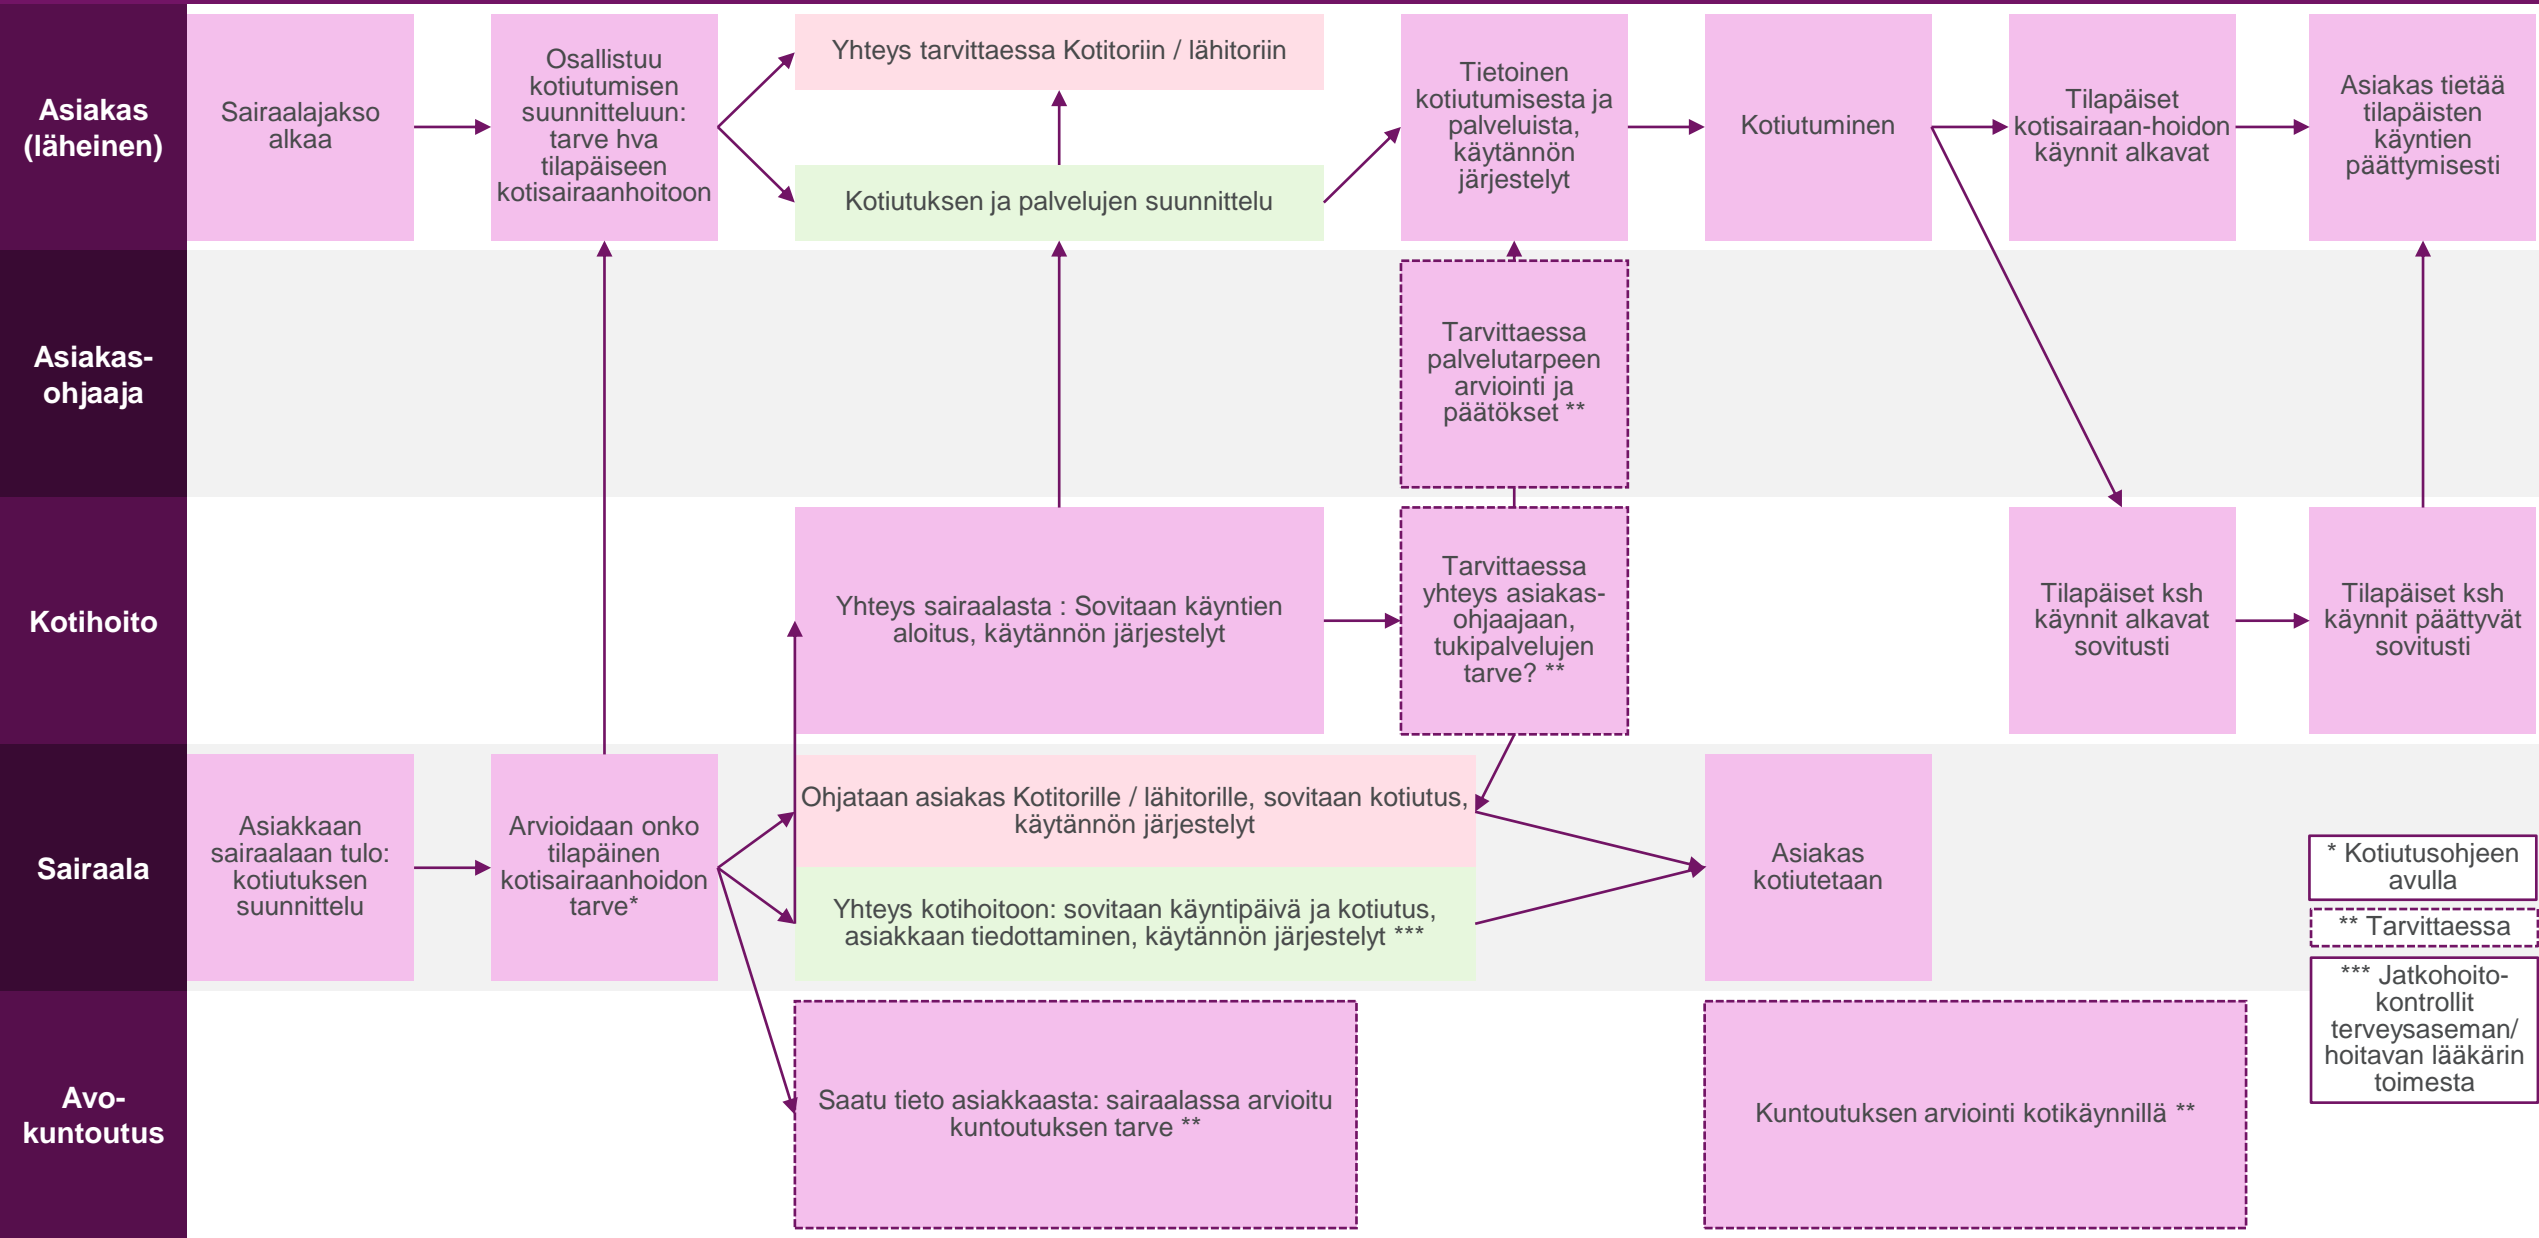 Asiakas
(läheinen)
Sairaalajakso
alkaa
Osallistuu
kotiutumisen
suunnitteluun:
tarve hva
tilapäiseen
kotisairaanhoitoon
Yhteys tarvittaessa Kotitoriin / lähitoriin
Kotiutuksen ja palvelujen suunnittelu
Tietoinen
kotiutumisesta ja
palveluista,
käytännön
järjestelyt
Kotiutuminen
Tilapäiset
kotisairaan-hoidon
käynnit alkavat
Asiakas tietää
tilapäisten
käyntien
päättymisesti
Asiakas-
ohjaaja
Tarvittaessa
palvelutarpeen
arviointi ja
päätökset **
Kotihoito
Yhteys sairaalasta : Sovitaan käyntien
aloitus, käytännön järjestelyt
Tarvittaessa
yhteys asiakas-
ohjaajaan,
tukipalvelujen
tarve? **
Tilapäiset ksh
käynnit alkavat
sovitusti
Tilapäiset ksh
käynnit päättyvät
sovitusti
Sairaala
Asiakkaan
sairaalaan tulo:
kotiutuksen
suunnittelu
Arvioidaan onko
tilapäinen
kotisairaanhoidon
tarve*
Ohjataan asiakas Kotitorille / lähitorille, sovitaan kotiutus,
käytännön järjestelyt
Yhteys kotihoitoon: sovitaan käyntipäivä ja kotiutus,
asiakkaan tiedottaminen, käytännön järjestelyt ***
Asiakas
kotiutetaan
* Kotiutusohjeen
avulla
** Tarvittaessa
*** Jatkohoito-
kontrollit
terveysaseman/
hoitavan lääkärin
toimesta
Avo-
kuntoutus
Saatu tieto asiakkaasta: sairaalassa arvioitu
kuntoutuksen tarve **
Kuntoutuksen arviointi kotikäynnillä **